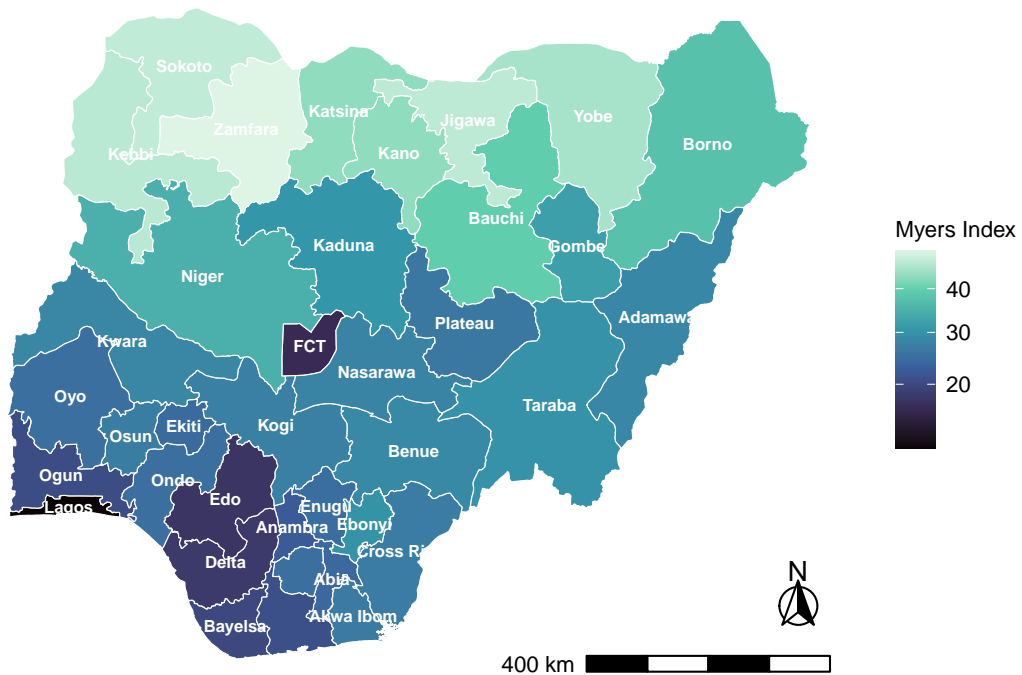 Sokoto
Zamfara
Katsina
Kebbi
Kano
Jigawa
Yobe
Borno
Bauchi
Gombe
Kaduna
Niger
Plateau
Adamawa
FCT
Kwara
Nasarawa
Taraba
Oyo
Osun
Ekiti
Kogi
Benue
Ogun
Ondo
Edo
Lagos
Enugu
Anambra
Ebonyi
Cross Ri
Delta
Abia
Akwa Ibom
Bayelsa
Myers Index
40
30
20
N
400 km